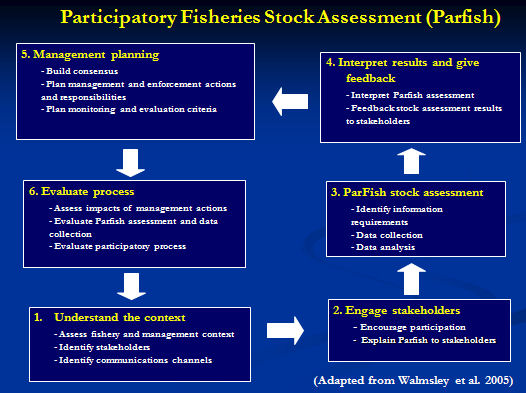 Participatory Fisheries Stock Assessment (Parfish)
5. Management planning
- Build consensus
- Plan management and enforcement actions
and responsibilities
- Plan monitoring and evaluation criteria
4. Interpret results and give
feedback
- Interpret Parfish assessment
- Feedback stock assessment results
to stakeholders
6. Evaluate process
- Assess impacts of management actions
- Evaluate Parfish assessment and data
collection
- Evaluate participatory process
3. ParFish stock assessment
- Identify information
requirements
- Data collection
- Data analysis
1. Understand the context
- Assess fishery and management context
- Identify stakeholders
- Identify communications channels
2. Engage stakeholders
- Encourage participation
- Explain Parfish to stakeholders
(Adapted from Walmsley et al. 2005)